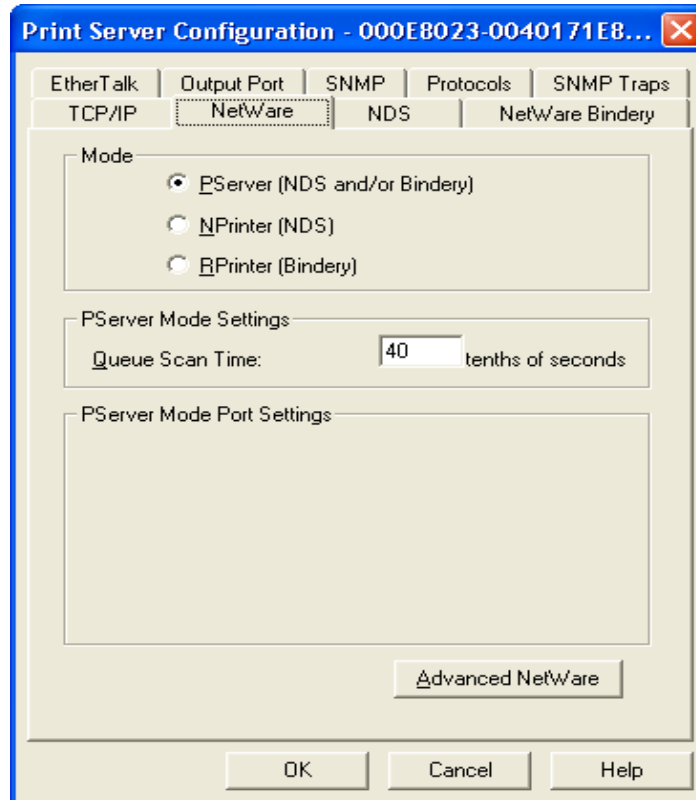 Print Server Configuration - 000E8023-0040171E8...
EtherTalk Output Port SNMP Protocols SNMP Traps
TCP/IP NetWare NDS NetWare Bindery
Mode
PServer (NDS and/or Bindery)
NPrinter (NDS)
RPrinter (Bindery)
PServer Mode Settings
Queue Scan Time: 40 tenths of seconds
PServer Mode Port Settings
Advanced NetWare
OK Cancel Help